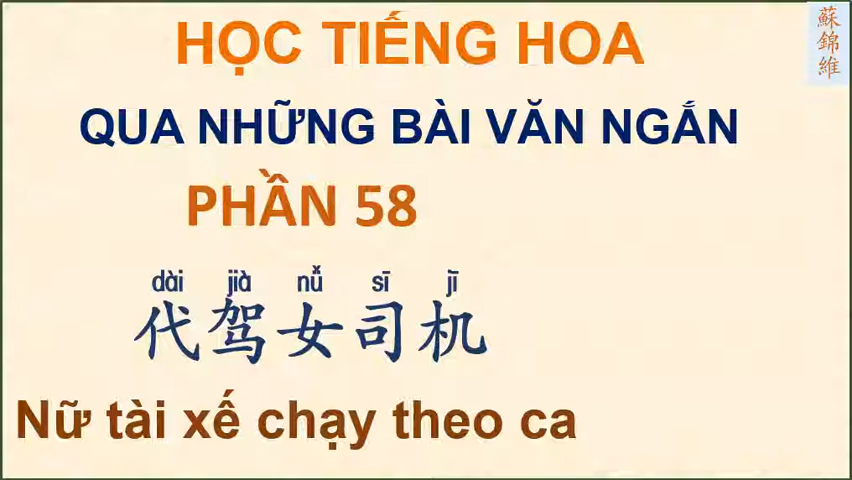 HỌC TIẾNG HOA
蘇錦維
QUA NHỮNG BÀI VĂN NGẮN
PHẦN 58
dài jià nǚ sī jī
代驾女司机
Nữ tài xế chạy theo ca